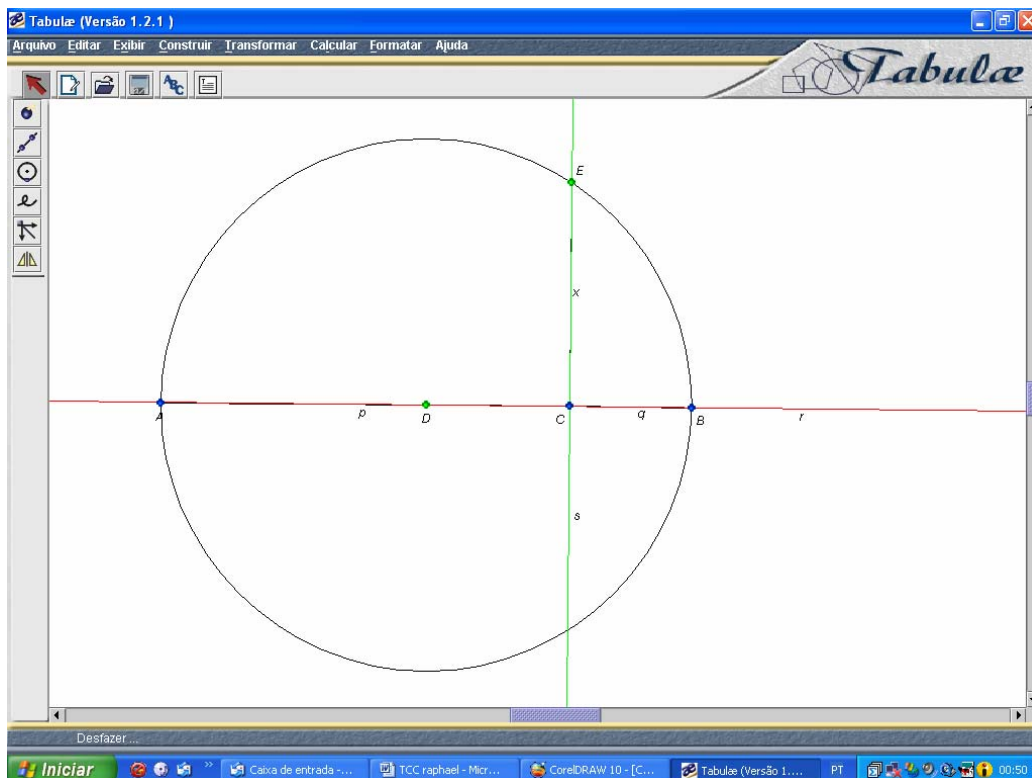 Tabulæ (Versão 1.2.1 )
Arquivo Editar Exibir Construir Transformar Calcular Formatar Ajuda
Tabulæ
ABC
E
x
A
p
D
C
q
B
r
s
Desfazer ...
Iniciar
Caixa de entrada -...
TCC raphael - Micr...
CorelDRAW 10 - [C...
Tabulæ (Versão 1....
PT
00:50